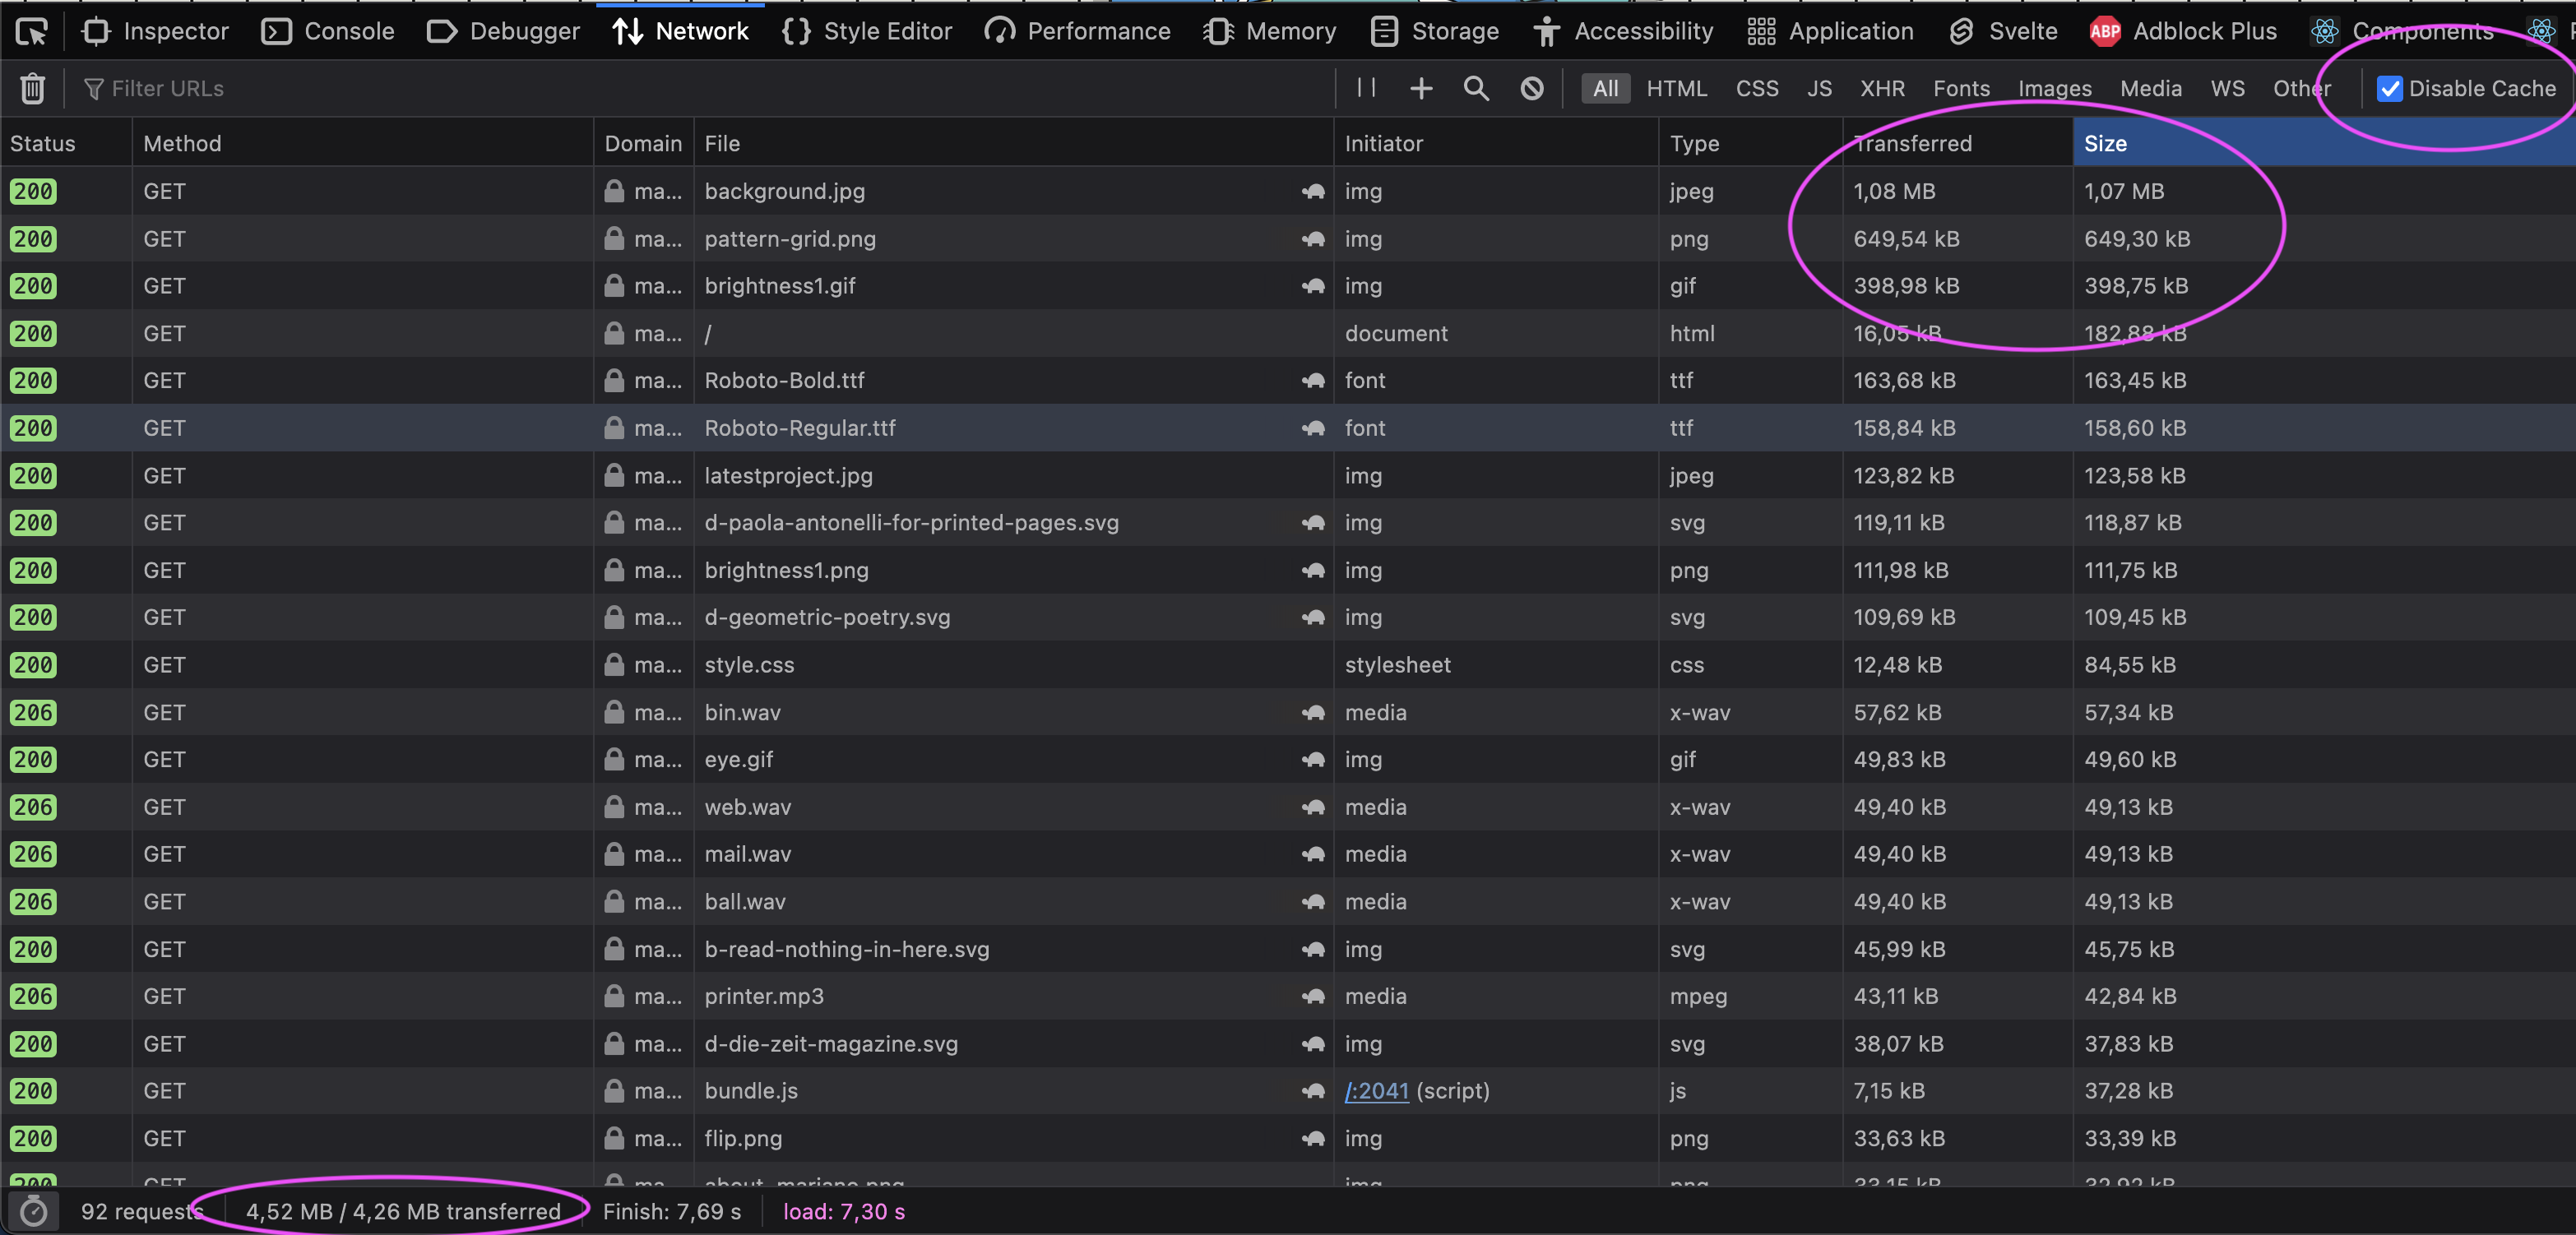 Inspector Console Debugger Network Style Editor Performance Memory Storage Accessibility Application Svelte ABP Adblock Plus Components
Filter URLs All HTML CSS JS XHR Fonts Images Media WS Other Disable Cache
Status Method Domain File Initiator Type Transferred Size
200 GET ma... background.jpg img jpeg 1,08 MB 1,07 MB
200 GET ma... pattern-grid.png img png 649,54 kB 649,30 kB
200 GET ma... brightness1.gif img gif 398,98 kB 398,75 kB
200 GET ma... / document html 16,05 kB 182,88 kB
200 GET ma... Roboto-Bold.ttf font ttf 163,68 kB 163,45 kB
200 GET ma... Roboto-Regular.ttf font ttf 158,84 kB 158,60 kB
200 GET ma... latestproject.jpg img jpeg 123,82 kB 123,58 kB
200 GET ma... d-paola-antonelli-for-printed-pages.svg img svg 119,11 kB 118,87 kB
200 GET ma... brightness1.png img png 111,98 kB 111,75 kB
200 GET ma... d-geometric-poetry.svg img svg 109,69 kB 109,45 kB
200 GET ma... style.css stylesheet css 12,48 kB 84,55 kB
206 GET ma... bin.wav media x-wav 57,62 kB 57,34 kB
200 GET ma... eye.gif img gif 49,83 kB 49,60 kB
206 GET ma... web.wav media x-wav 49,40 kB 49,13 kB
206 GET ma... mail.wav media x-wav 49,40 kB 49,13 kB
206 GET ma... ball.wav media x-wav 49,40 kB 49,13 kB
200 GET ma... b-read-nothing-in-here.svg img svg 45,99 kB 45,75 kB
206 GET ma... printer.mp3 media mpeg 43,11 kB 42,84 kB
200 GET ma... d-die-zeit-magazine.svg img svg 38,07 kB 37,83 kB
200 GET ma... bundle.js /:2041 (script) js 7,15 kB 37,28 kB
200 GET ma... flip.png img png 33,63 kB 33,39 kB
200 GET ma... img png
92 requests 4,52 MB / 4,26 MB transferred Finish: 7,69 s load: 7,30 s